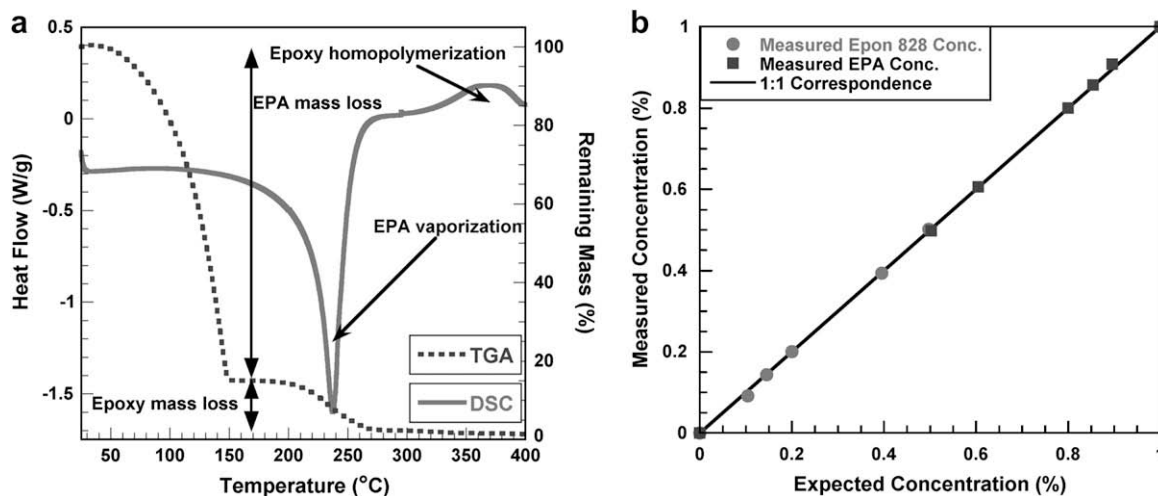 a
0.5
0
-0.5
-1
-1.5
Heat Flow (W/g)
Epoxy homopolymerization
EPA mass loss
EPA vaporization
Epoxy mass loss
TGA
DSC
100
80
60
40
20
0
Remaining Mass (%)
50 100 150 200 250 300 350 400
Temperature (°C)
b
Measured Epon 828 Conc.
Measured EPA Conc.
1:1 Correspondence
1
0.8
0.6
0.4
0.2
0
Measured Concentration (%)
0 0.2 0.4 0.6 0.8 1
Expected Concentration (%)